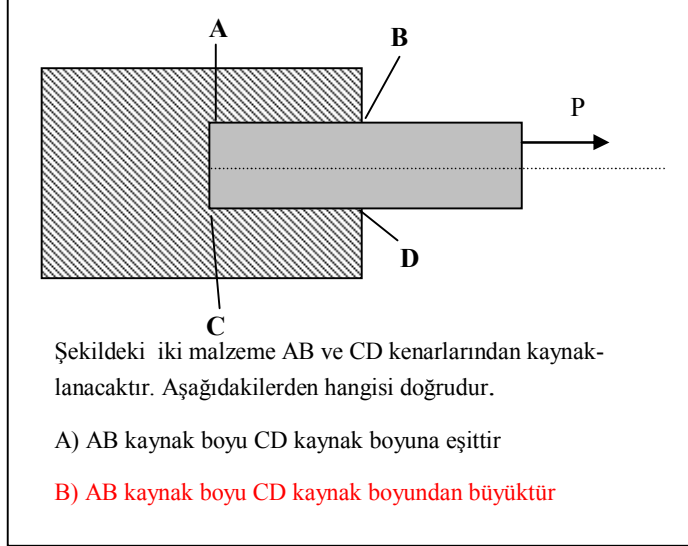 A
B
P
D
C
Şekildeki iki malzeme AB ve CD kenarlarından kaynak-
lanacaktır. Aşağıdakilerden hangisi doğrudur.
A) AB kaynak boyu CD kaynak boyuna eşittir
B) AB kaynak boyu CD kaynak boyundan büyüktür